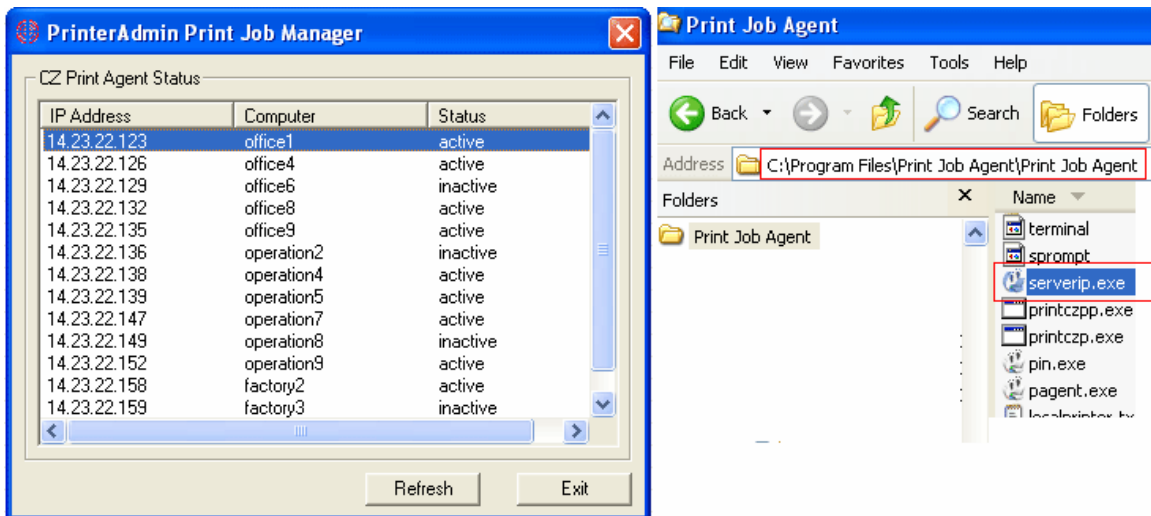 PrinterAdmin Print Job Manager
CZ Print Agent Status
IP Address Computer Status
14.23.22.123 office1 active
14.23.22.126 office4 active
14.23.22.129 office6 inactive
14.23.22.132 office8 active
14.23.22.135 office9 active
14.23.22.136 operation2 inactive
14.23.22.138 operation4 active
14.23.22.139 operation5 active
14.23.22.147 operation7 active
14.23.22.149 operation8 inactive
14.23.22.152 operation9 active
14.23.22.158 factory2 active
14.23.22.159 factory3 inactive
Refresh Exit
Print Job Agent
File Edit View Favorites Tools Help
Back Search Folders
Address C:\Program Files\Print Job Agent\Print Job Agent
Folders X Name
Print Job Agent
terminal
sprompt
serverip.exe
printczpp.exe
printczp.exe
pin.exe
pagent.exe